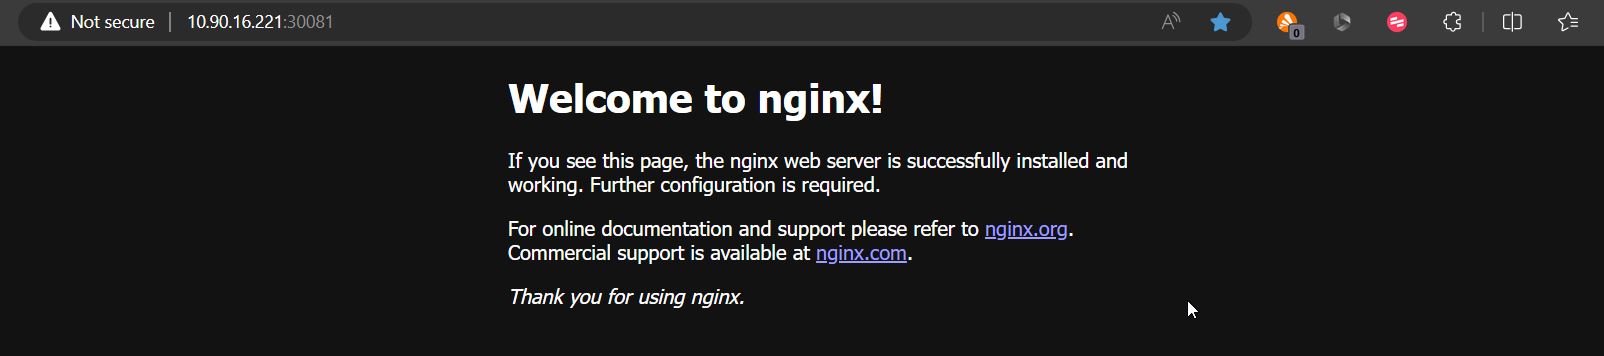 Not secure | 10.90.16.221:30081
0
Welcome to nginx!
If you see this page, the nginx web server is successfully installed and
working. Further configuration is required.
For online documentation and support please refer to nginx.org.
Commercial support is available at nginx.com.
Thank you for using nginx.